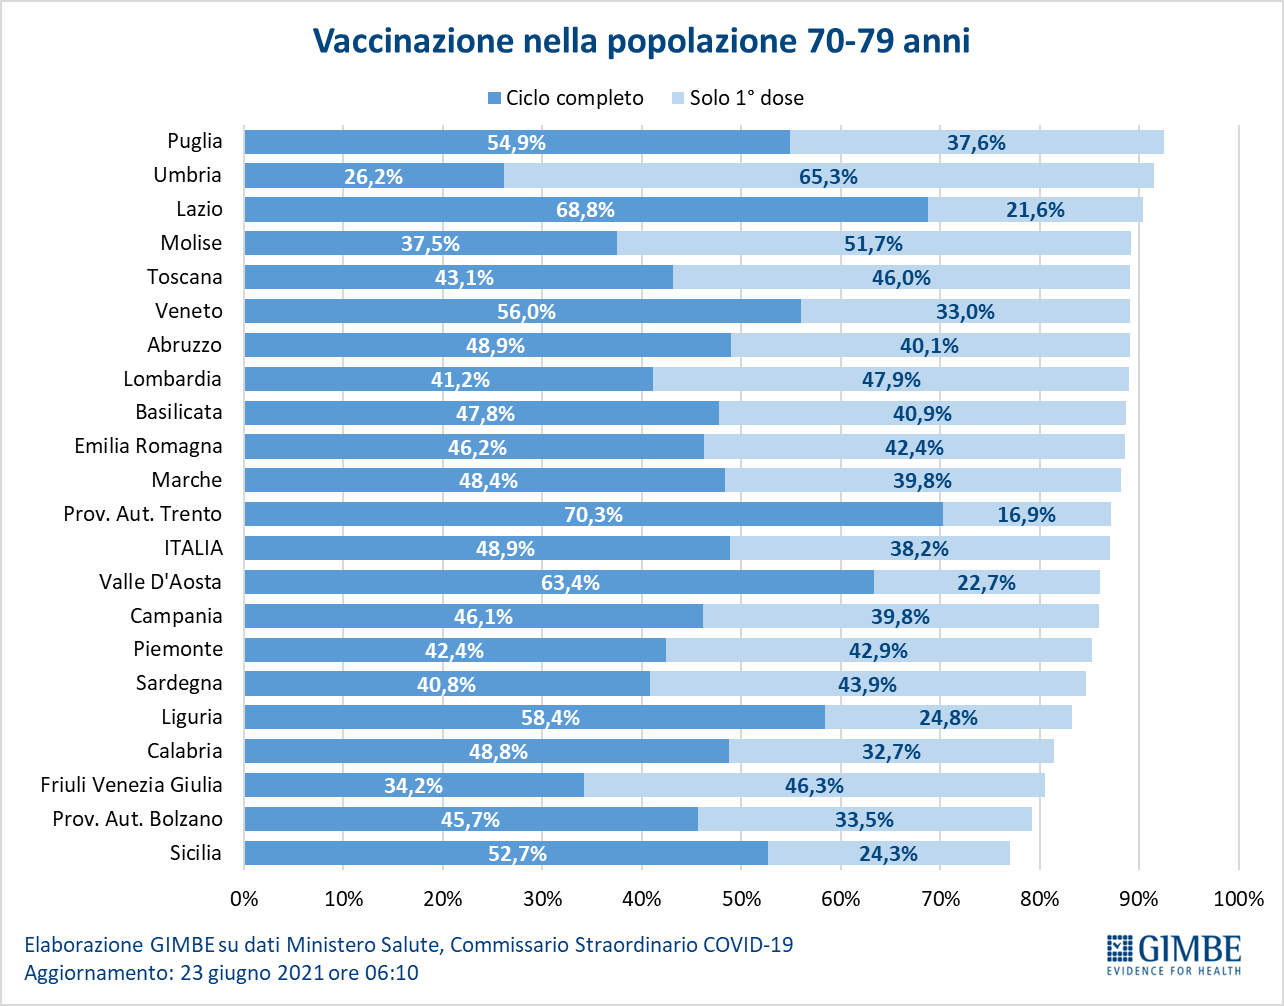 Vaccinazione nella popolazione 70-79 anni
Ciclo completo Solo 1° dose
Puglia 54,9% 37,6%
Umbria 26,2% 65,3%
Lazio 68,8% 21,6%
Molise 37,5% 51,7%
Toscana 43,1% 46,0%
Veneto 56,0% 33,0%
Abruzzo 48,9% 40,1%
Lombardia 41,2% 47,9%
Basilicata 47,8% 40,9%
Emilia Romagna 46,2% 42,4%
Marche 48,4% 39,8%
Prov. Aut. Trento 70,3% 16,9%
ITALIA 48,9% 38,2%
Valle D'Aosta 63,4% 22,7%
Campania 46,1% 39,8%
Piemonte 42,4% 42,9%
Sardegna 40,8% 43,9%
Liguria 58,4% 24,8%
Calabria 48,8% 32,7%
Friuli Venezia Giulia 34,2% 46,3%
Prov. Aut. Bolzano 45,7% 33,5%
Sicilia 52,7% 24,3%
0% 10% 20% 30% 40% 50% 60% 70% 80% 90% 100%
Elaborazione GIMBE su dati Ministero Salute, Commissario Straordinario COVID-19
Aggiornamento: 23 giugno 2021 ore 06:10
GIMBE
EVIDENCE FOR HEALTH